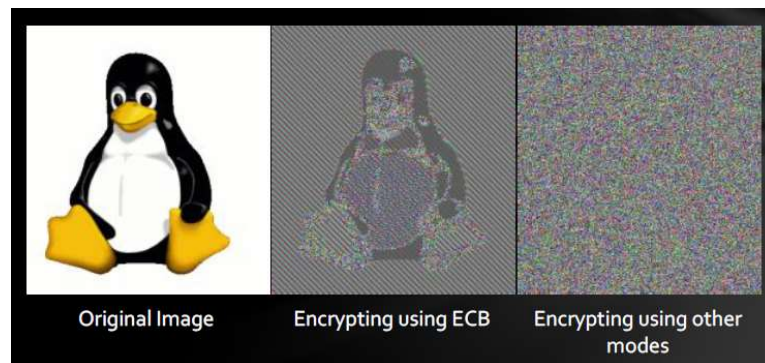 Original Image
Encrypting using ECB
Encrypting using other
modes